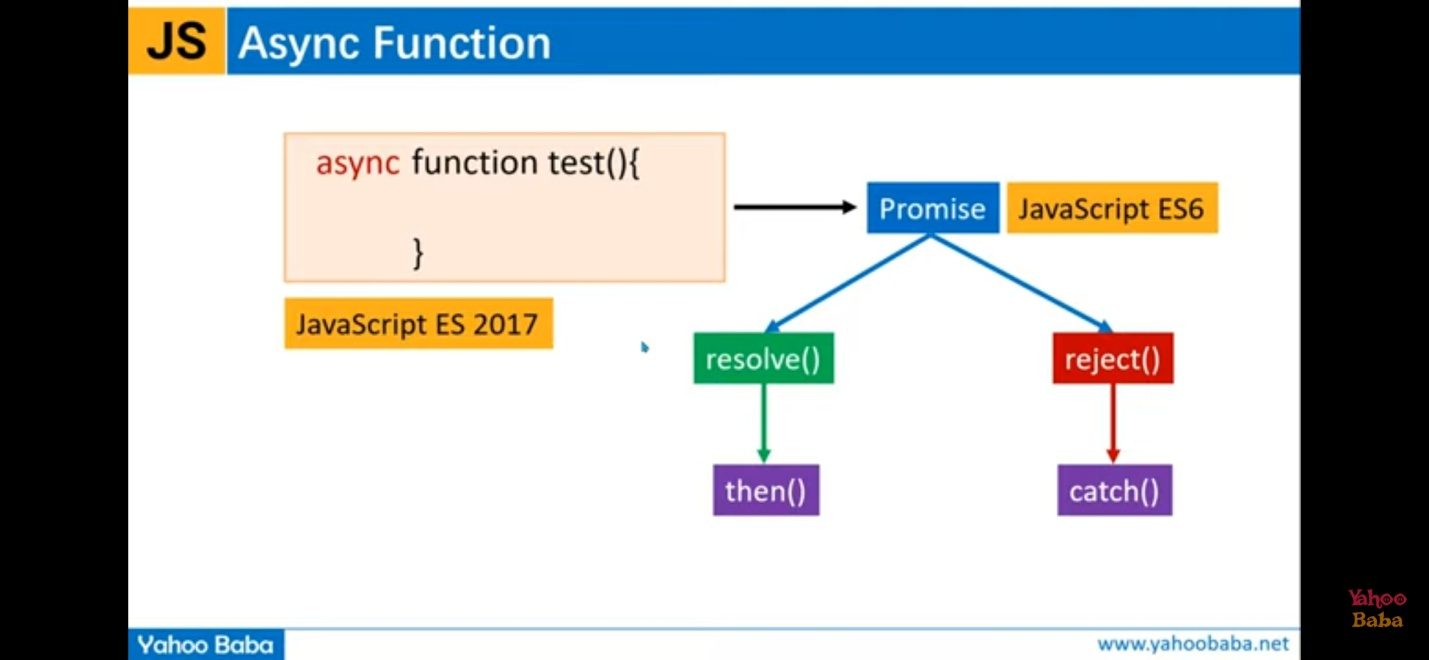 JS Async Function
async function test(){
}
JavaScript ES 2017
Promise JavaScript ES6
resolve() reject()
then() catch()
Yahoo
Baba
Yahoo Baba www.yahoobaba.net